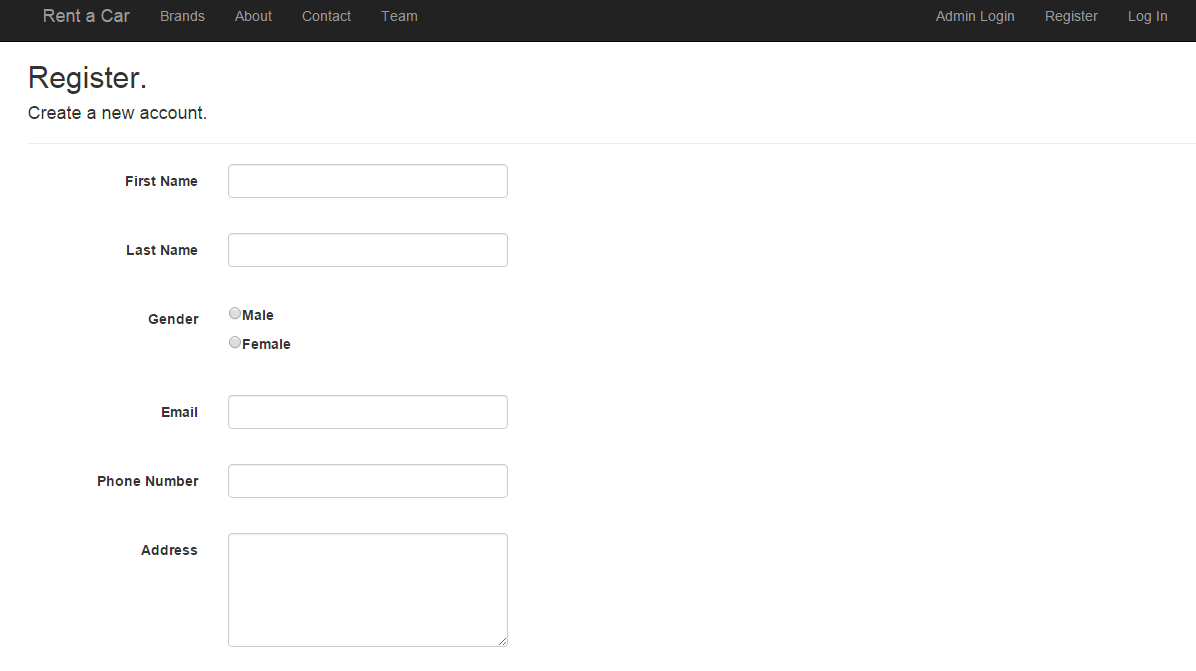 Rent a Car Brands About Contact Team Admin Login Register Log In
Register.
Create a new account.
First Name
Last Name
Gender Male
Female
Email
Phone Number
Address